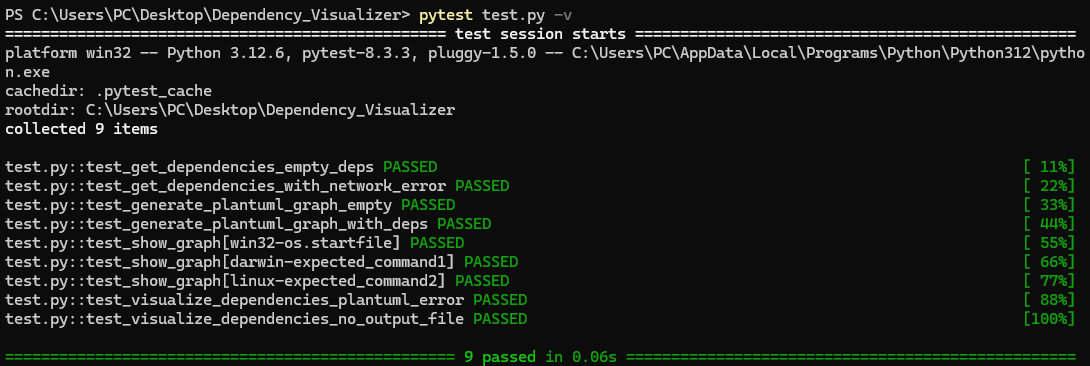 PS C:\Users\PC\Desktop\Dependency_Visualizer> pytest test.py -v
================================================= test session starts =================================================
platform win32 -- Python 3.12.6, pytest-8.3.3, pluggy-1.5.0 -- C:\Users\PC\AppData\Local\Programs\Python\Python312\pytho
n.exe
cachedir: .pytest_cache
rootdir: C:\Users\PC\Desktop\Dependency_Visualizer
collected 9 items
test.py::test_get_dependencies_empty_deps PASSED [ 11%]
test.py::test_get_dependencies_with_network_error PASSED [ 22%]
test.py::test_generate_plantuml_graph_empty PASSED [ 33%]
test.py::test_generate_plantuml_graph_with_deps PASSED [ 44%]
test.py::test_show_graph[win32-os.startfile] PASSED [ 55%]
test.py::test_show_graph[darwin-expected_command1] PASSED [ 66%]
test.py::test_show_graph[linux-expected_command2] PASSED [ 77%]
test.py::test_visualize_dependencies_plantuml_error PASSED [ 88%]
test.py::test_visualize_dependencies_no_output_file PASSED [100%]
================================================== 9 passed in 0.06s ==================================================